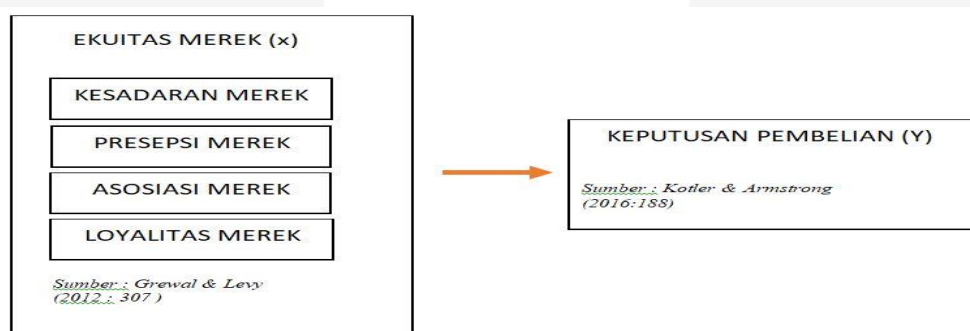 EKUITAS MEREK (x)
KESADARAN MEREK
PRESEPSI MEREK
ASOSIASI MEREK
LOYALITAS MEREK
Sumber : Grewal & Levy
(2012 : 307 )
KEPUTUSAN PEMBELIAN (Y)
Sumber : Kotler & Armstrong
(2016:188)